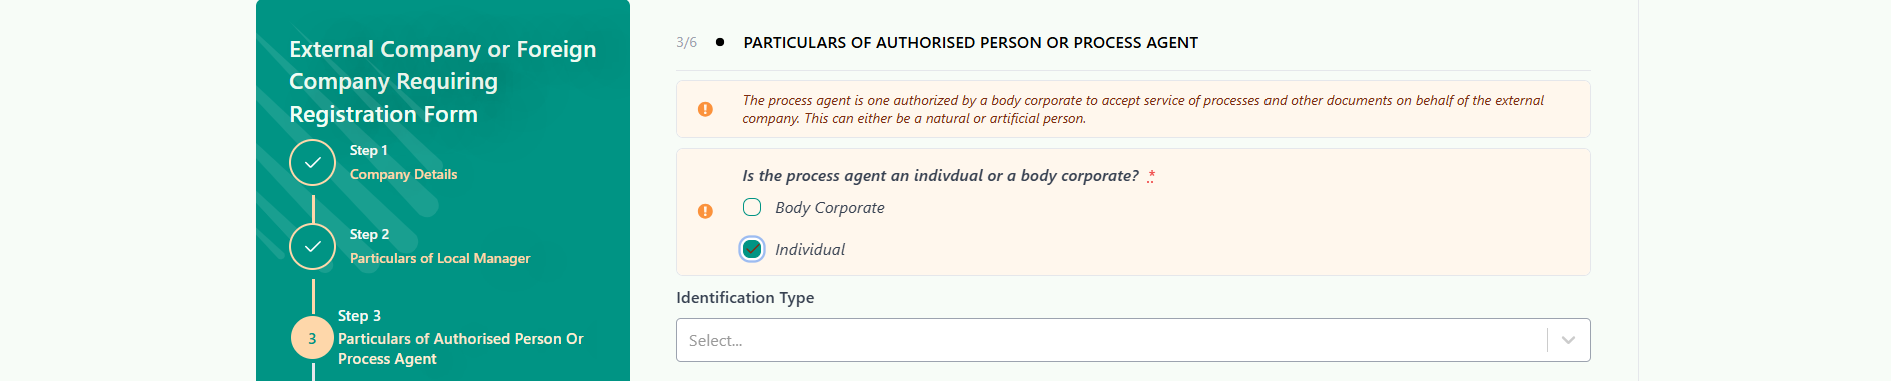 External Company or Foreign
Company Requiring
Registration Form
Step 1
Company Details
Step 2
Particulars of Local Manager
3
Step 3
Particulars of Authorised Person Or
Process Agent
3/6 • PARTICULARS OF AUTHORISED PERSON OR PROCESS AGENT
The process agent is one authorized by a body corporate to accept service of processes and other documents on behalf of the external
company. This can either be a natural or artificial person.
Is the process agent an indivdual or a body corporate? *
Body Corporate
Individual
Identification Type
Select...